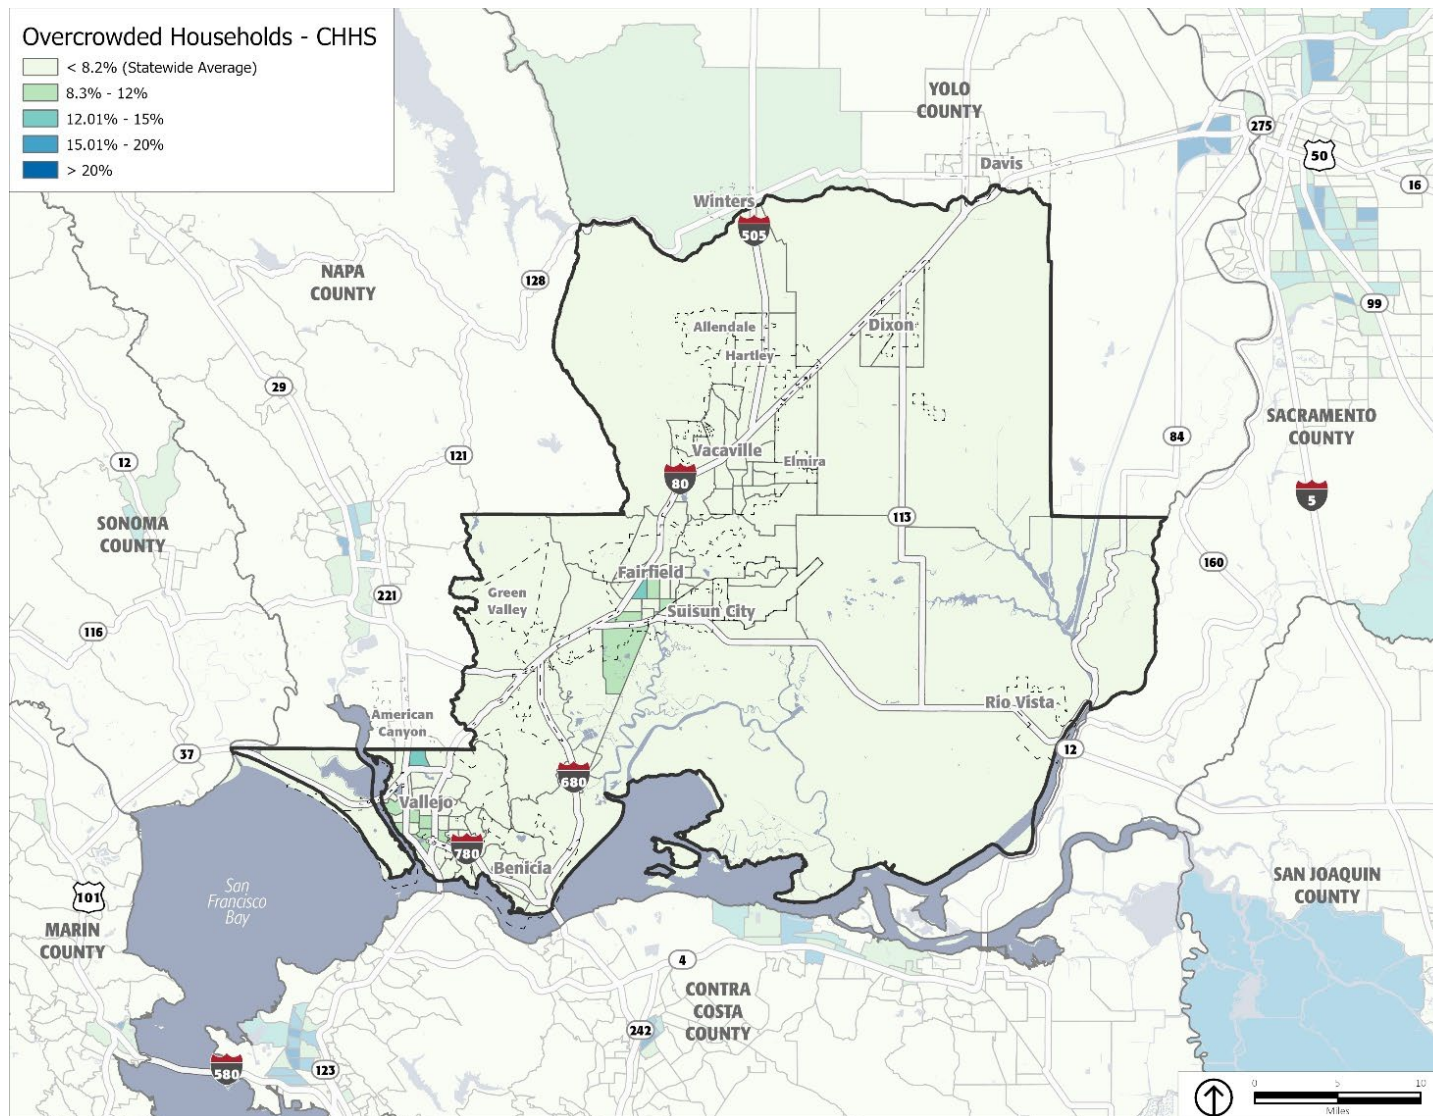 Overcrowded Households - CHHS
< 8.2% (Statewide Average)
8.3% - 12%
12.01% - 15%
15.01% - 20%
> 20%
YOLO
COUNTY
275
50
Davis
16
Winters
505
NAPA
COUNTY
128
99
Allendale
Dixon
Hartley
29
SACRAMENTO
COUNTY
84
121
12
Vacaville
Elmira
80
5
113
SONOMA
COUNTY
160
Fairfield
Green
Valley
221
Suisun City
116
Rio Vista
American
Canyon
37
12
680
Vallejo
780
Benicia
San
Francisco
Bay
101
MARIN
COUNTY
SAN JOAQUIN
COUNTY
4
CONTRA
COSTA
COUNTY
242
580
123
0 5 10
Miles